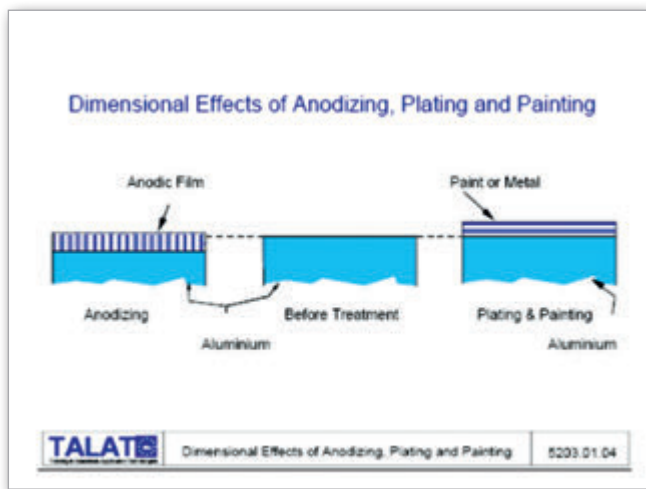 Dimensional Effects of Anodizing, Plating and Painting
Anodic Film
Paint or Metal
Anodizing
Before Treatment
Plating & Painting
Aluminium
Aluminium
TALAT
Dimensional Effects of Anodizing, Plating and Painting
5203.01.04